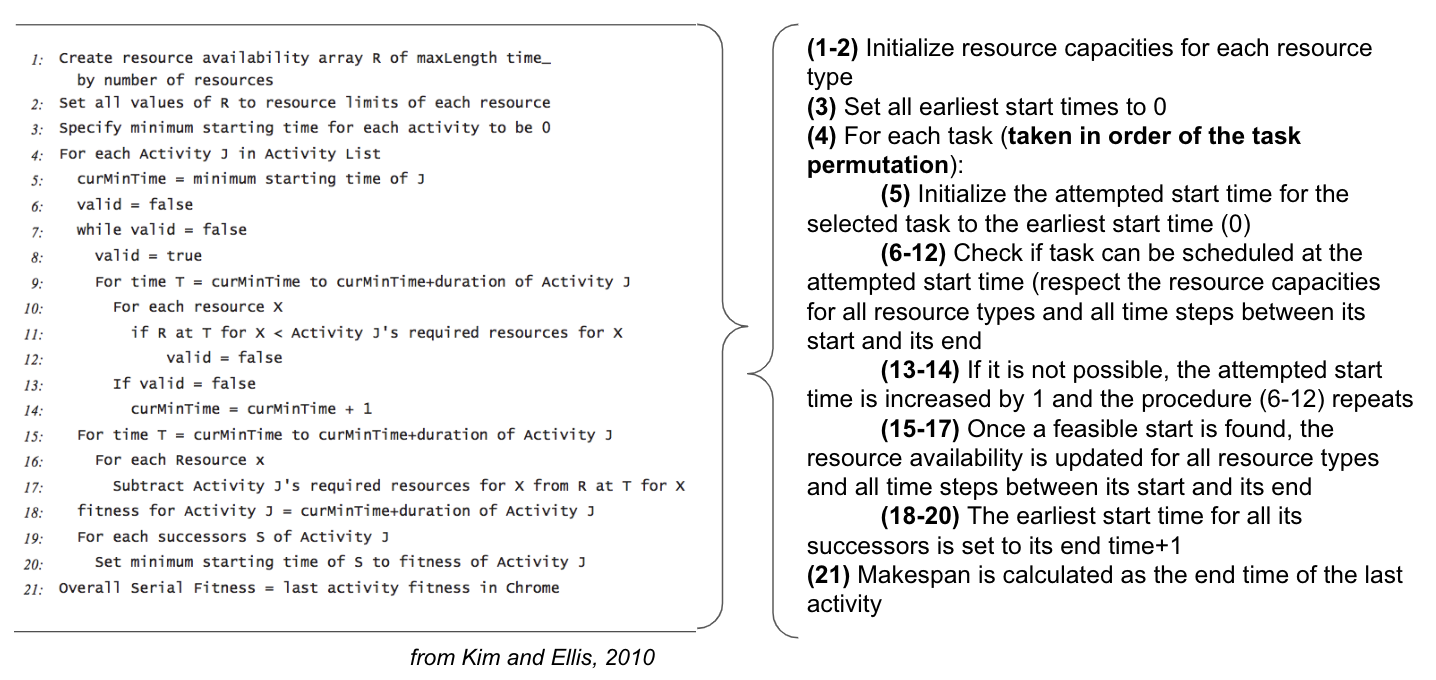 1: Create resource availability array R of maxLength time_
by number of resources
2: Set all values of R to resource limits of each resource
3: Specify minimum starting time for each activity to be 0
4: For each Activity J in Activity List
5: curMinTime = minimum starting time of J
6: valid = false
7: while valid = false
8: valid = true
9: For time T = curMinTime to curMinTime+duration of Activity J
10: For each resource X
11: if R at T for X < Activity J's required resources for X
12: valid = false
13: If valid = false
14: curMinTime = curMinTime + 1
15: For time T = curMinTime to curMinTime+duration of Activity J
16: For each Resource x
17: Subtract Activity J's required resources for X from R at T for X
18: fitness for Activity J = curMinTime+duration of Activity J
19: For each successors S of Activity J
20: Set minimum starting time of S to fitness of Activity J
21: Overall Serial Fitness = last activity fitness in Chrome
from Kim and Ellis, 2010
(1-2) Initialize resource capacities for each resource
type
(3) Set all earliest start times to 0
(4) For each task (taken in order of the task
permutation):
(5) Initialize the attempted start time for the
selected task to the earliest start time (0)
(6-12) Check if task can be scheduled at the
attempted start time (respect the resource capacities
for all resource types and all time steps between its
start and its end
(13-14) If it is not possible, the attempted start
time is increased by 1 and the procedure (6-12) repeats
(15-17) Once a feasible start is found, the
resource availability is updated for all resource types
and all time steps between its start and its end
(18-20) The earliest start time for all its
successors is set to its end time+1
(21) Makespan is calculated as the end time of the last
activity